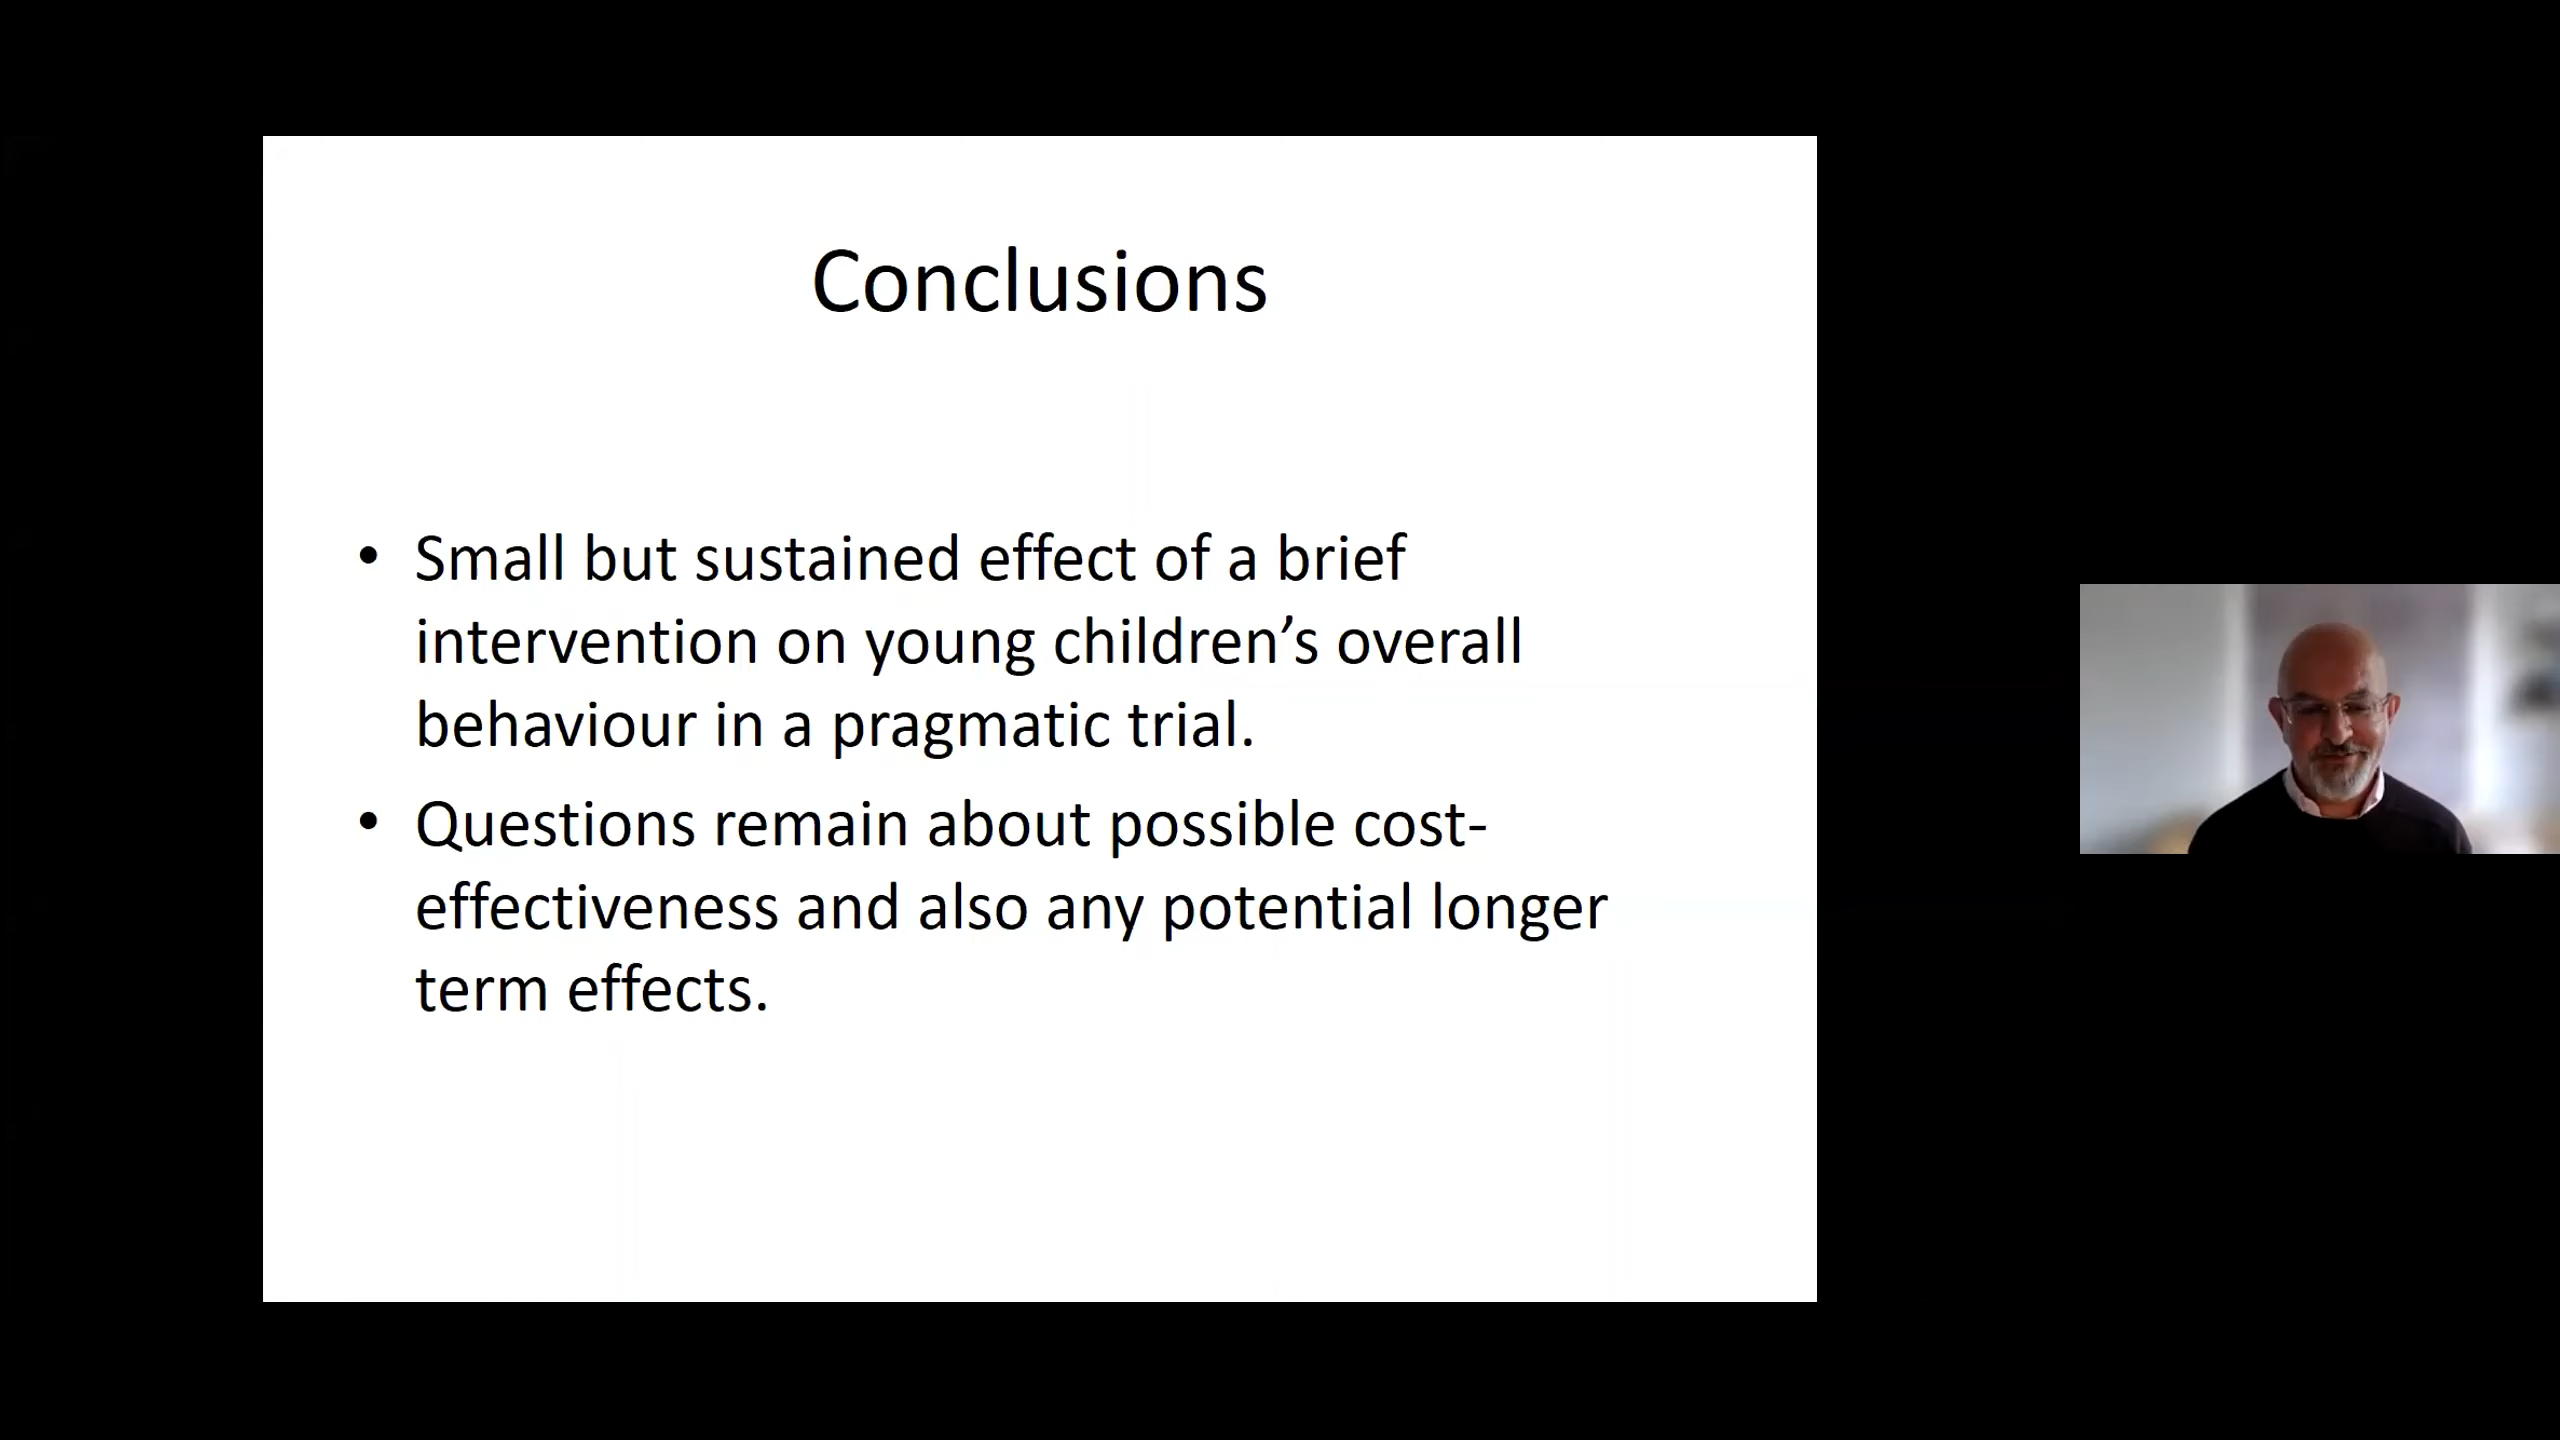 Conclusions
• Small but sustained effect of a brief
intervention on young children’s overall
behaviour in a pragmatic trial.
• Questions remain about possible cost-
effectiveness and also any potential longer
term effects.